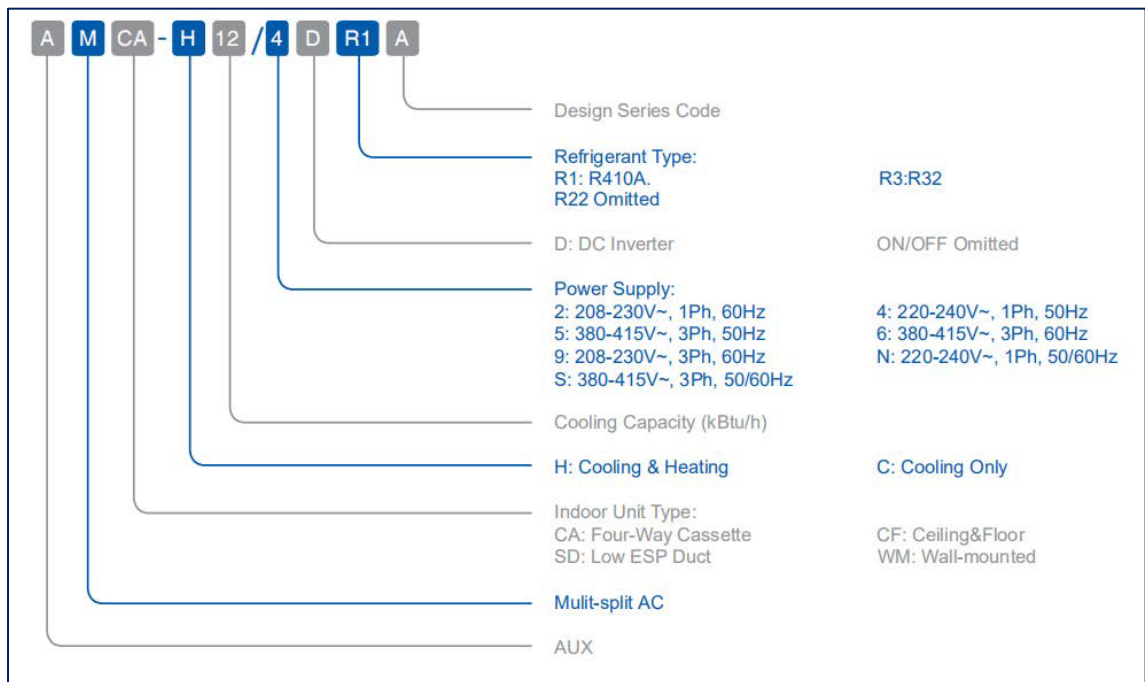 A M CA - H 12 / 4 D R1 A
Design Series Code
Refrigerant Type:
R1: R410A. R3:R32
R22 Omitted
D: DC Inverter ON/OFF Omitted
Power Supply:
2: 208-230V~, 1Ph, 60Hz 4: 220-240V~, 1Ph, 50Hz
5: 380-415V~, 3Ph, 50Hz 6: 380-415V~, 3Ph, 60Hz
9: 208-230V~, 3Ph, 60Hz N: 220-240V~, 1Ph, 50/60Hz
S: 380-415V~, 3Ph, 50/60Hz
Cooling Capacity (kBtu/h)
H: Cooling & Heating C: Cooling Only
Indoor Unit Type:
CA: Four-Way Cassette CF: Ceiling&Floor
SD: Low ESP Duct WM: Wall-mounted
Mulit-split AC
AUX